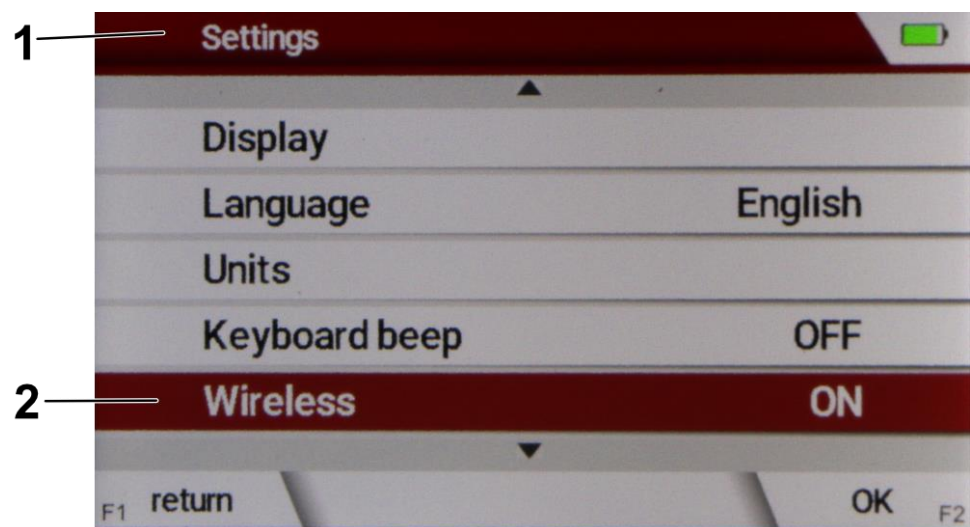 1 Settings
Display
Language English
Units
Keyboard beep OFF
2 Wireless ON
F1 return OK F2